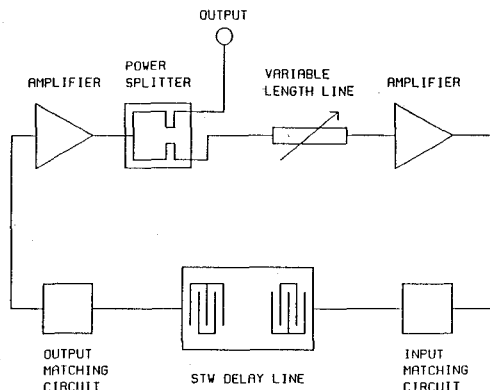 OUTPUT
AMPLIFIER
POWER
SPLITTER
VARIABLE
LENGTH LINE
AMPLIFIER
OUTPUT
MATCHING
CIRCUIT
STW DELAY LINE
INPUT
MATCHING
CIRCUIT